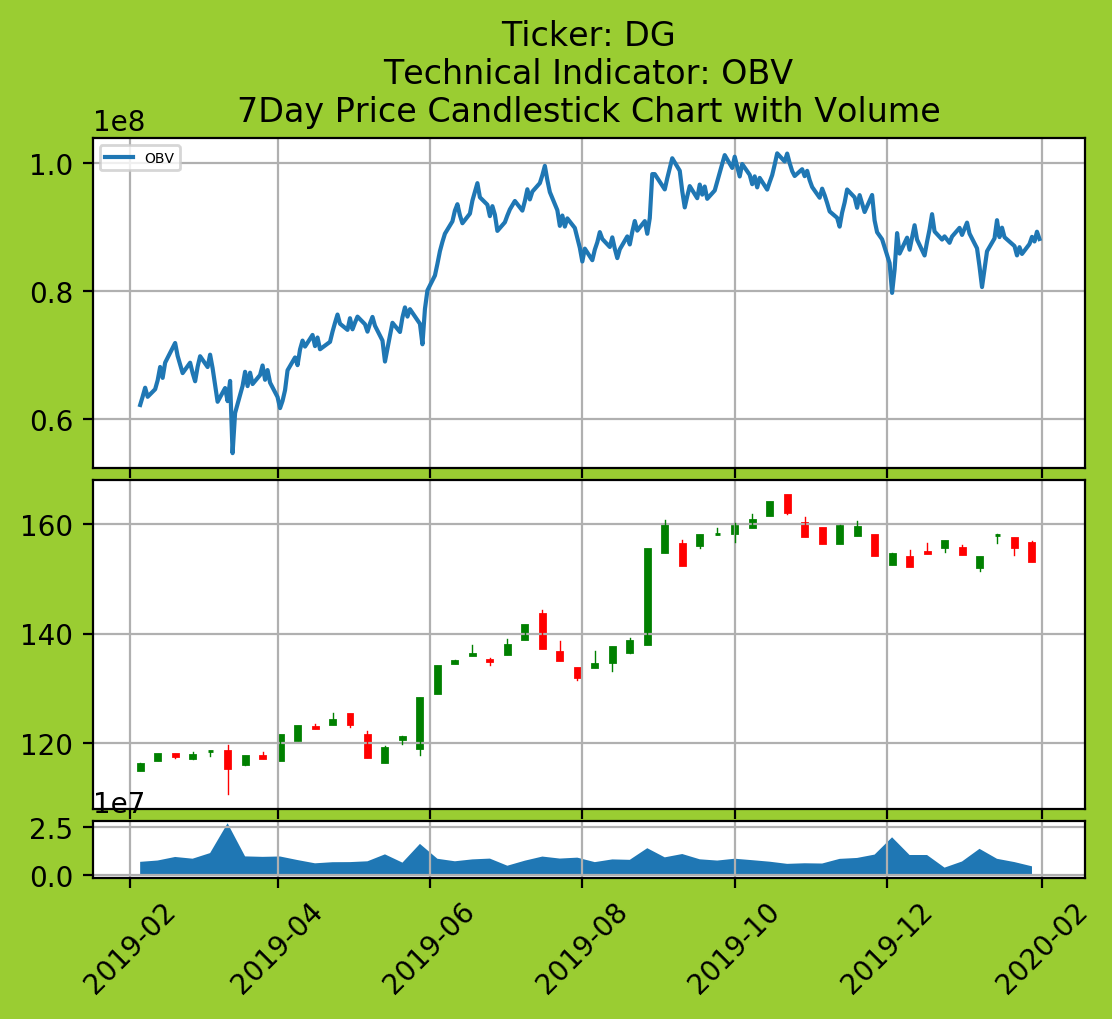 Ticker: DG
Technical Indicator: OBV
7Day Price Candlestick Chart with Volume
1e8
OBV
1.0
0.8
0.6
160
140
120
1e7
2.5
0.0
2019-02
2019-04
2019-06
2019-08
2019-10
2019-12
2020-02